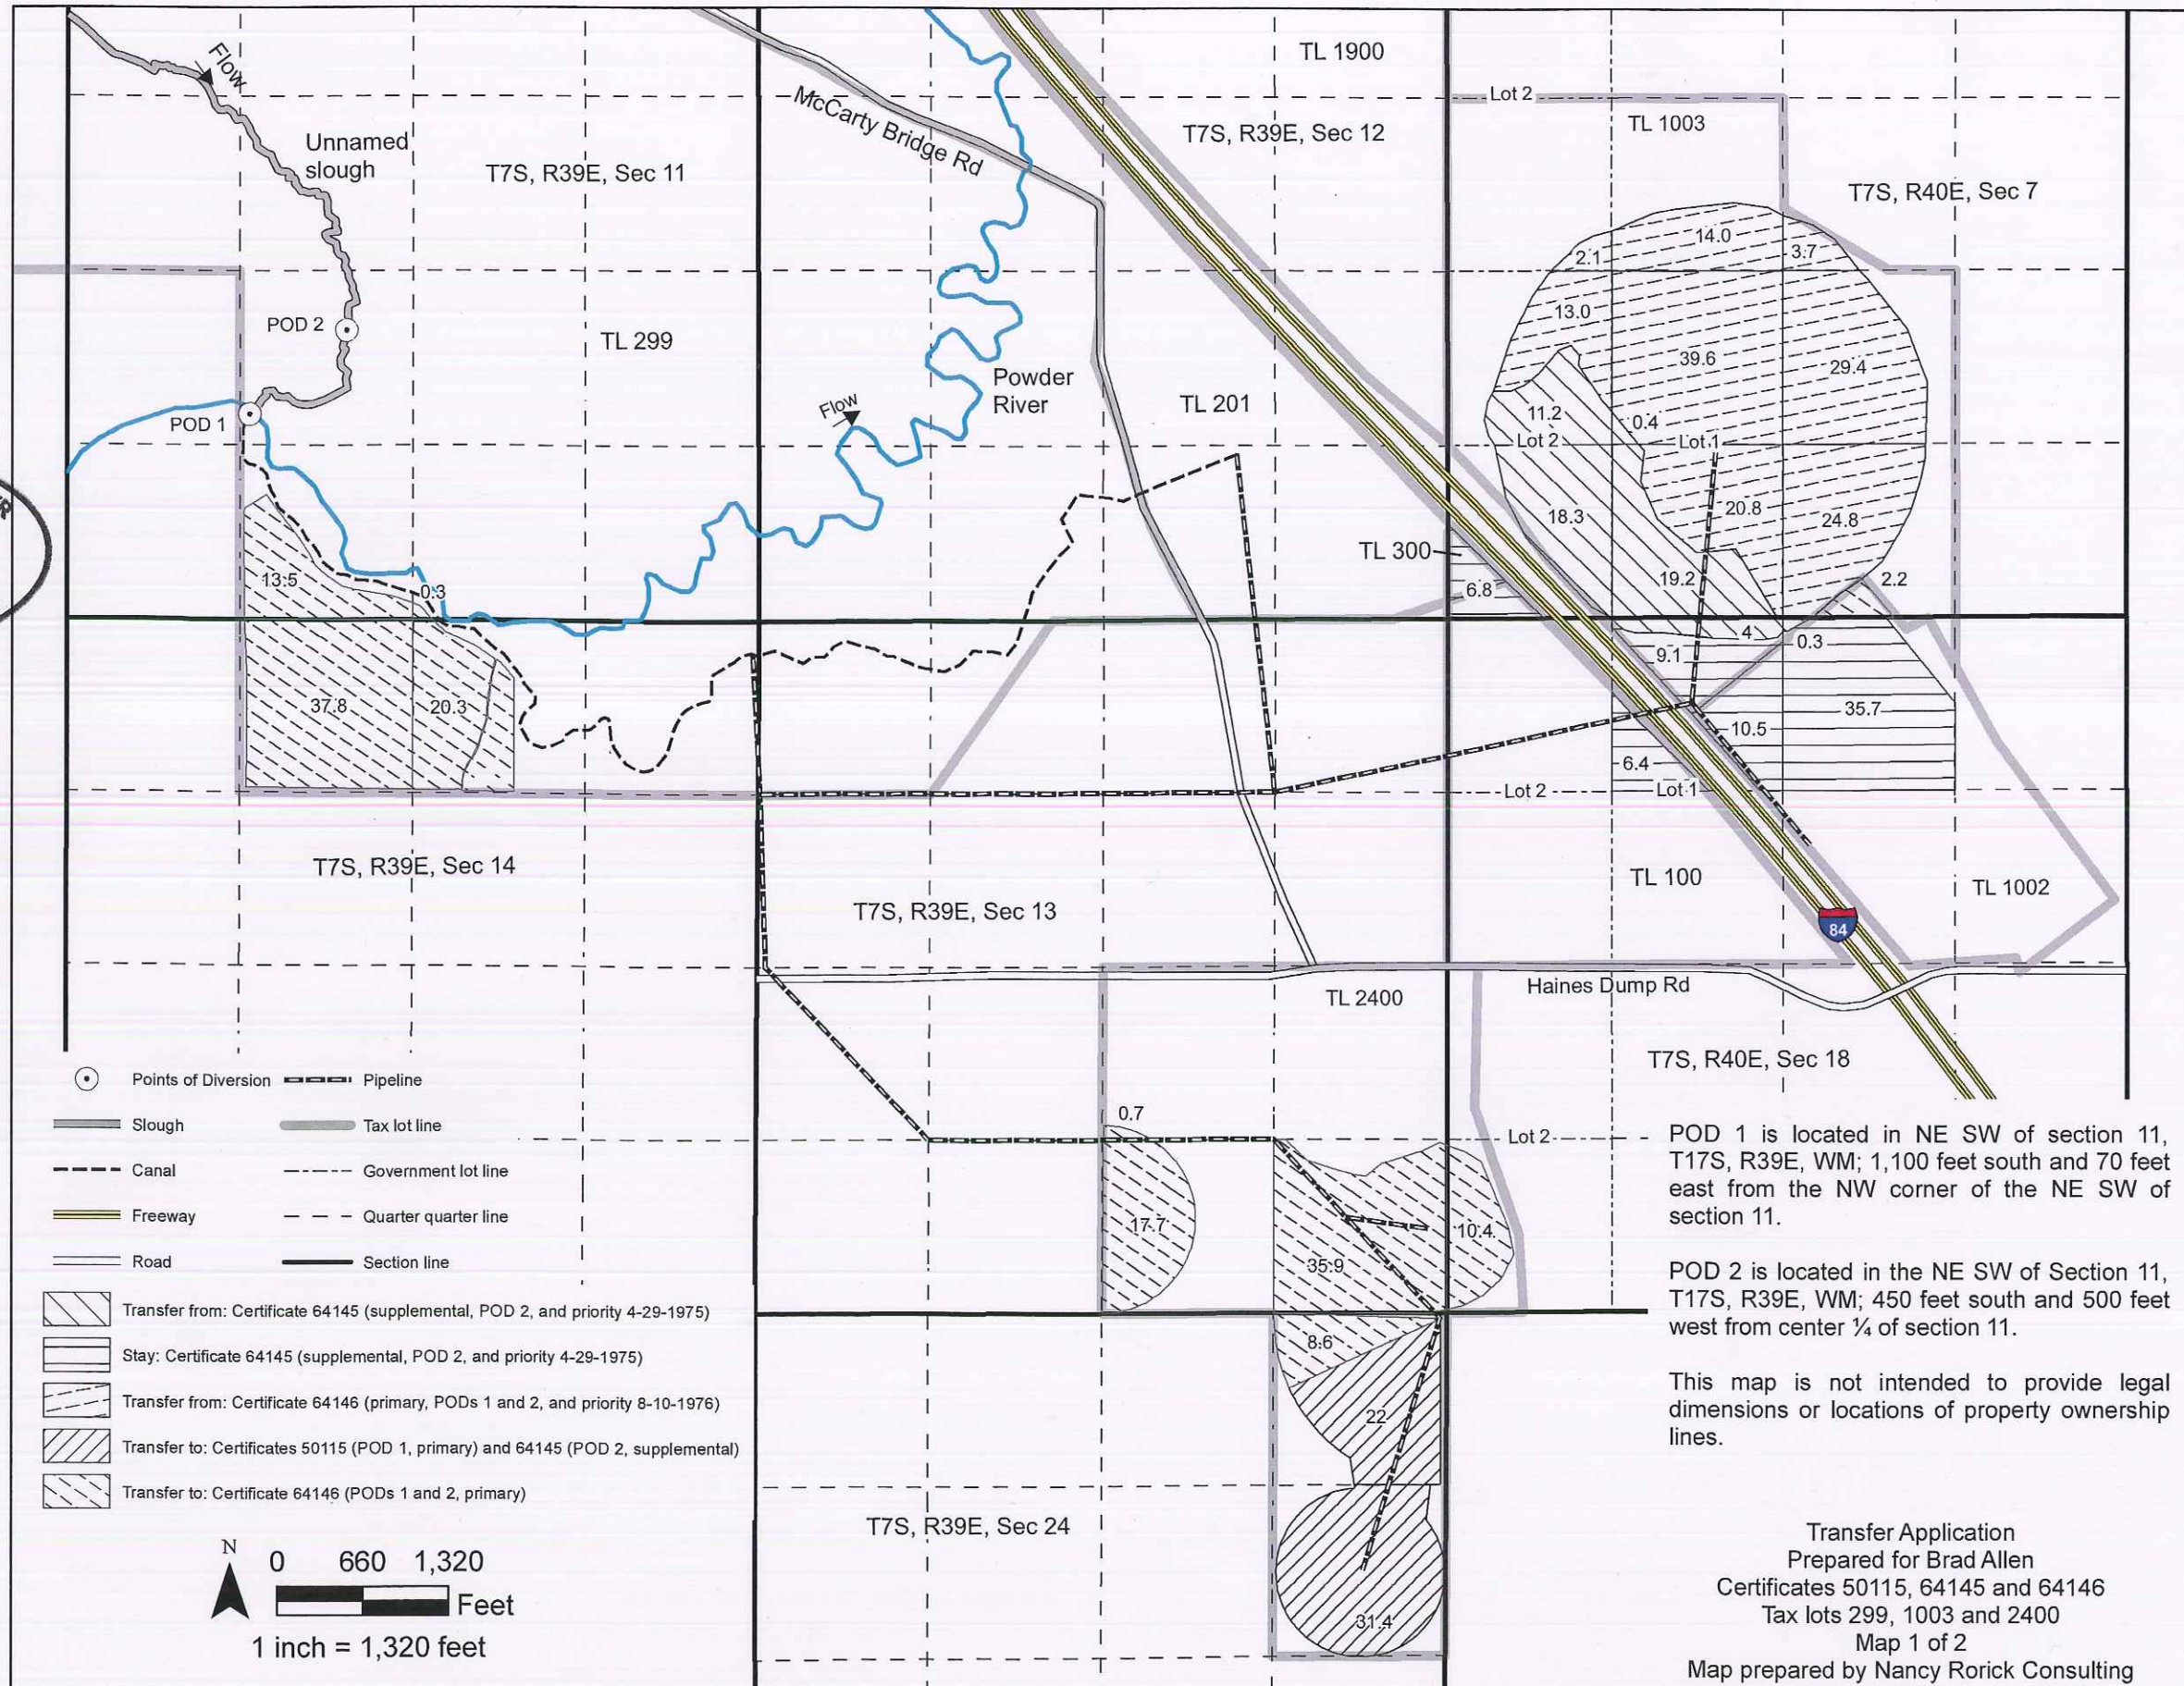 TL 1900
Flow
Lot 2
McCarty Bridge Rd
TL 1003
T7S, R39E, Sec 12
Unnamed
slough
T7S, R39E, Sec 11
T7S, R40E, Sec 7
14.0
2.1
3.7
13.0
POD 2
TL 299
39.6
29.4
Powder
River
Flow
TL 201
11.2
0.4
POD 1
Lot 2
Lot 1
20.8
18.3
24.8
TL 300
13.5
19.2
2.2
0.3
6.8
4
0.3
9.1
37.8
20.3
35.7
10.5
6.4
Lot 2
Lot 1
T7S, R39E, Sec 14
TL 100
TL 1002
T7S, R39E, Sec 13
84
Haines Dump Rd
TL 2400
T7S, R40E, Sec 18
0.7
Lot 2
17.7
10.4
35.9
8.6
22
T7S, R39E, Sec 24
31.4
Points of Diversion
Pipeline
Slough
Tax lot line
Canal
Government lot line
Freeway
Quarter quarter line
Road
Section line
Transfer from: Certificate 64145 (supplemental, POD 2, and priority 4-29-1975)
Stay: Certificate 64145 (supplemental, POD 2, and priority 4-29-1975)
Transfer from: Certificate 64146 (primary, PODs 1 and 2, and priority 8-10-1976)
Transfer to: Certificates 50115 (POD 1, primary) and 64145 (POD 2, supplemental)
Transfer to: Certificate 64146 (PODs 1 and 2, primary)
N
0 660 1,320
Feet
1 inch = 1,320 feet
POD 1 is located in NE SW of section 11,
T17S, R39E, WM; 1,100 feet south and 70 feet
east from the NW corner of the NE SW of
section 11.
POD 2 is located in the NE SW of Section 11,
T17S, R39E, WM; 450 feet south and 500 feet
west from center ¼ of section 11.
This map is not intended to provide legal
dimensions or locations of property ownership
lines.
Transfer Application
Prepared for Brad Allen
Certificates 50115, 64145 and 64146
Tax lots 299, 1003 and 2400
Map 1 of 2
Map prepared by Nancy Rorick Consulting